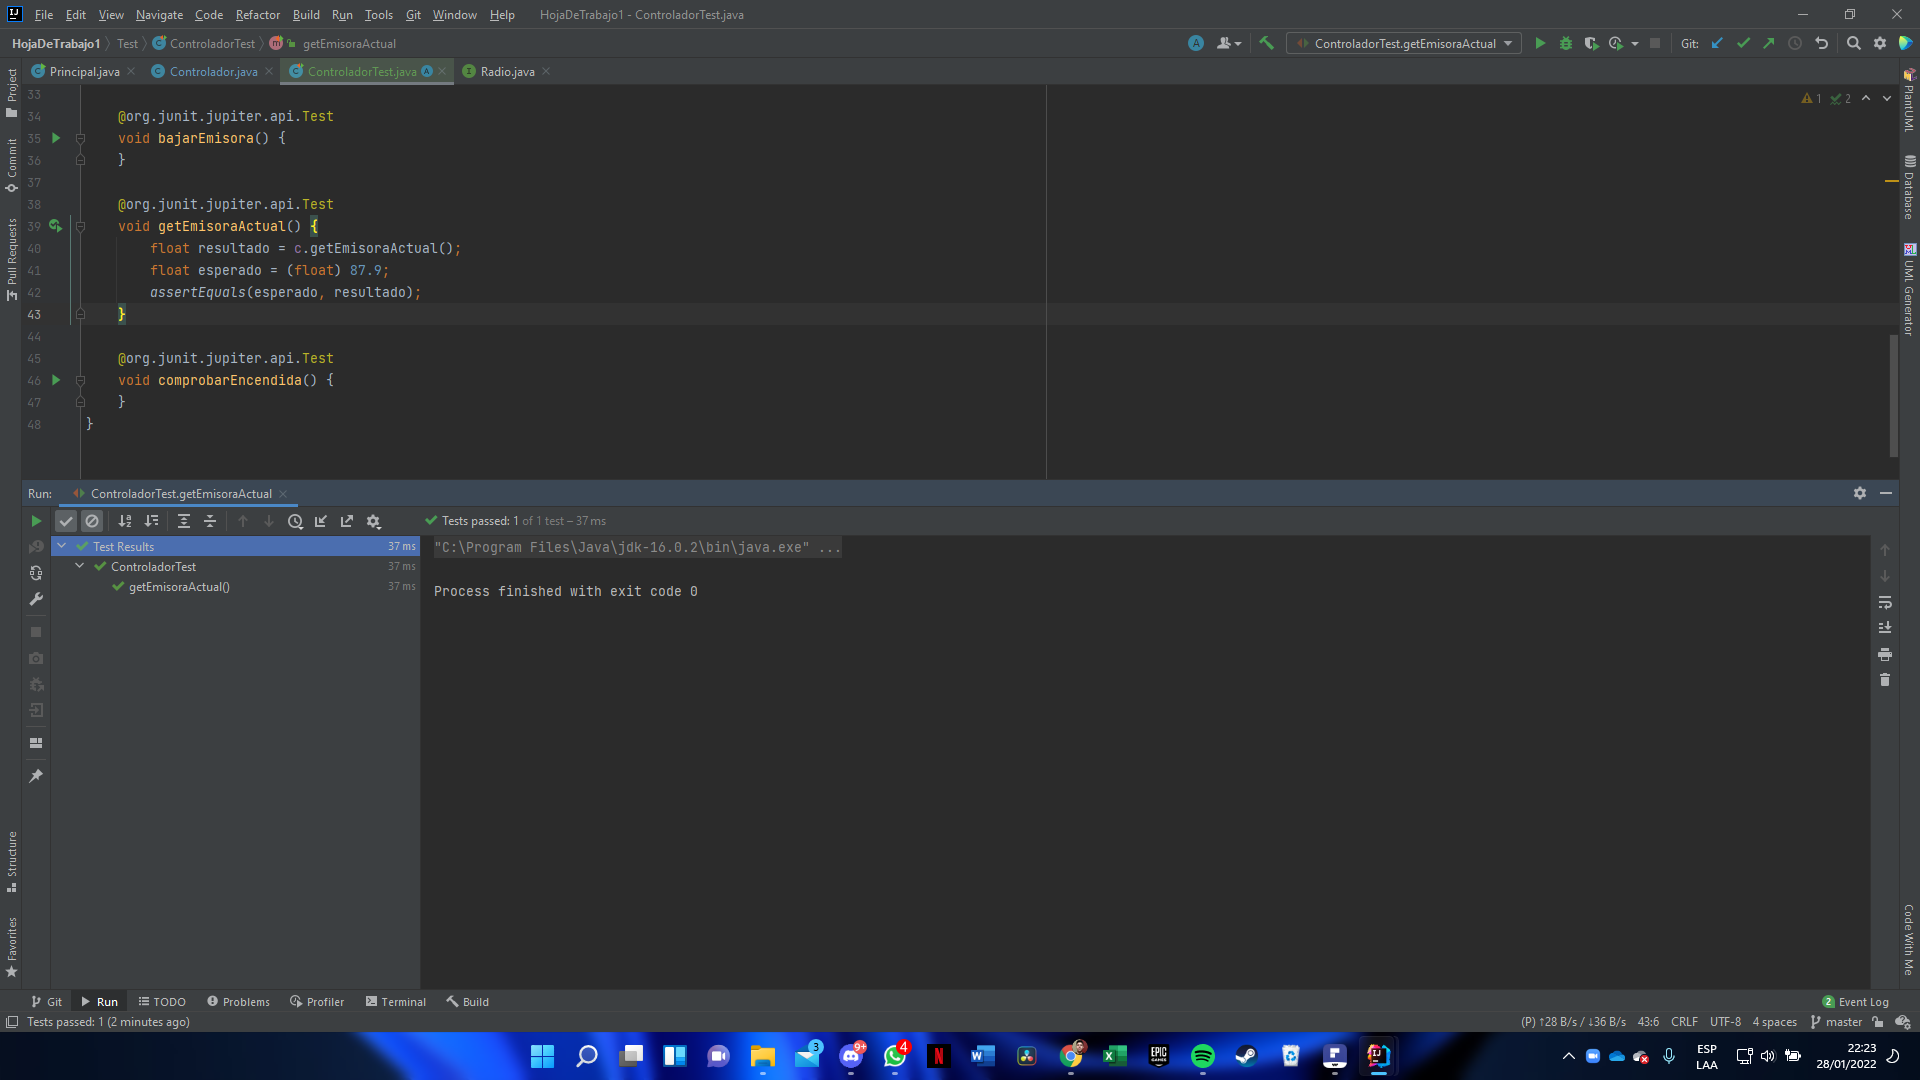 File Edit View Navigate Code Refactor Build Run Tools Git Window Help HojaDeTrabajo1 - ControladorTest.java
HojaDeTrabajo1 Test ControladorTest getEmisoraActual ControladorTest.getEmisoraActual Git:
Principal.java Controlador.java ControladorTest.java Radio.java
33
34 @org.junit.jupiter.api.Test
35 void bajarEmisora() {
36 }
37
38 @org.junit.jupiter.api.Test
39 void getEmisoraActual() {
40 float resultado = c.getEmisoraActual();
41 float esperado = (float) 87.9;
42 assertEquals(esperado, resultado);
43 }
44
45 @org.junit.jupiter.api.Test
46 void comprobarEncendida() {
47 }
48 }
1 2
Project
Commit
Pull Requests
Structure
Favorites
PlantUML
Database
UML Generator
Code With Me
Run: ControladorTest.getEmisoraActual
Tests passed: 1 of 1 test – 37 ms
Test Results 37 ms
ControladorTest 37 ms
getEmisoraActual() 37 ms
"C:\Program Files\Java\jdk-16.0.2\bin\java.exe" ...
Process finished with exit code 0
Git Run TODO Problems Profiler Terminal Build 2 Event Log
Tests passed: 1 (2 minutes ago) (P) ↑28 B/s / ↓36 B/s 43:6 CRLF UTF-8 4 spaces master
3 9+ 4 EPIC GAMES
ESP
LAA
22:23
28/01/2022